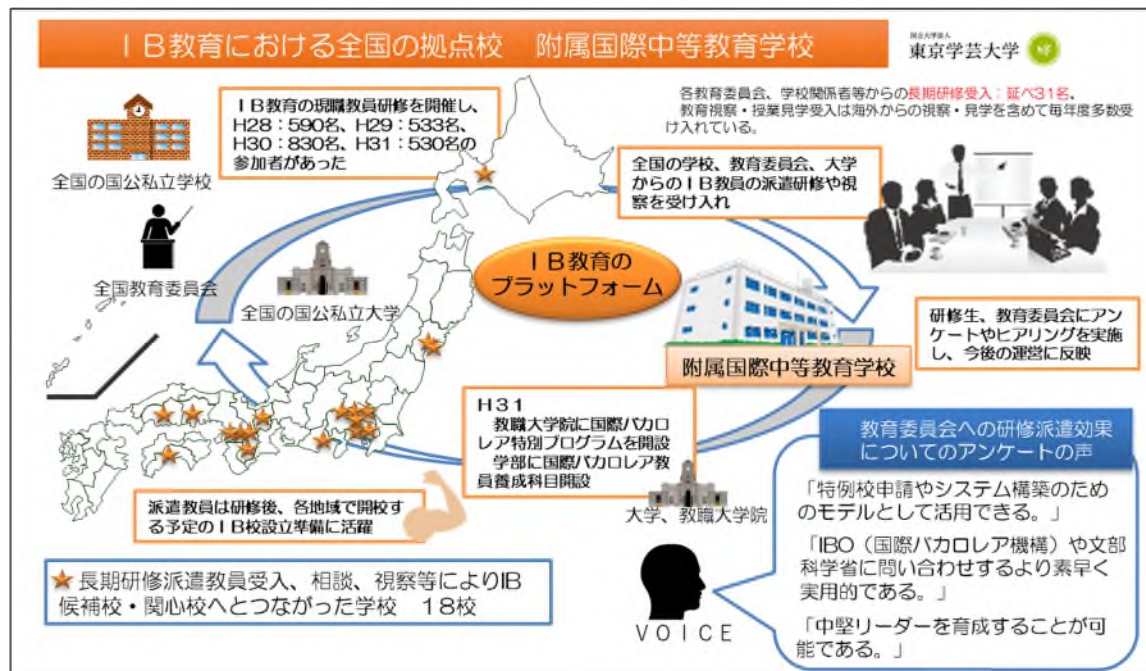 ＩＢ教育における全国の拠点校　附属国際中等教育学校
国立大学法人
東京学芸大学
各教育委員会、学校関係者等からの長期研修受入：延べ31名、
教育視察・授業見学受入は海外からの視察・見学を含めて毎年度多数受
け入れている。
ＩＢ教育の現職教員研修を開催し、
H28：590名、H29：533名、
H30：830名、H31：530名の
参加者があった
全国の国公私立学校
全国の学校、教育委員会、大学
からのＩＢ教員の派遣研修や視
察を受け入れ
全国教育委員会
全国の国公私立大学
ＩＢ教育の
プラットフォーム
附属国際中等教育学校
研修生、教育委員会にアン
ケートやヒアリングを実施
し、今後の運営に反映
H３１
教職大学院に国際バカロ
レア特別プログラムを開設
学部に国際バカロレア教
員養成科目開設
大学、教職大学院
派遣教員は研修後、各地域で開校す
る予定のＩＢ校設立準備に活躍
長期研修派遣教員受入、相談、視察等によりIB
候補校・関心校へとつながった学校　１８校
ＶＯＩＣＥ
教育委員会への研修派遣効果
についてのアンケートの声
「特例校申請やシステム構築のため
のモデルとして活用できる。」
「IBO（国際バカロレア機構）や文部
科学省に問い合わせするより素早く
実用的である。」
「中堅リーダーを育成することが可
能である。」